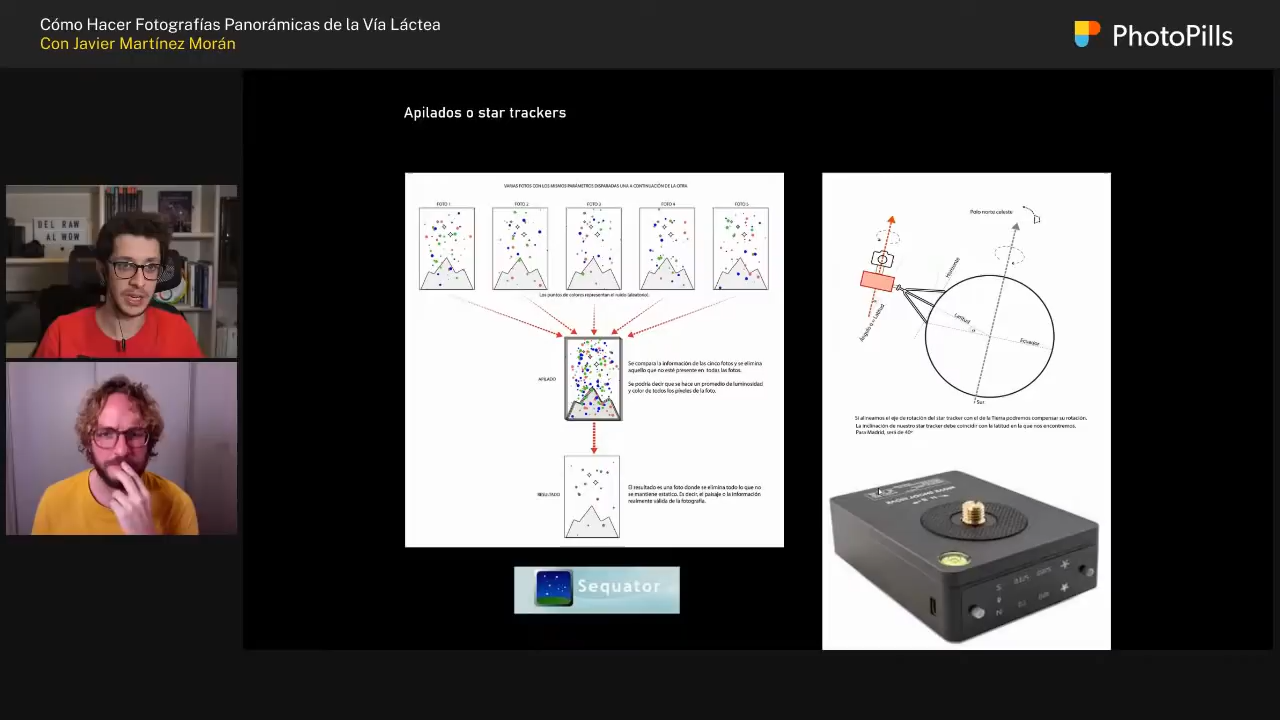 Cómo Hacer Fotografías Panorámicas de la Vía Láctea
Con Javier Martínez Morán
PhotoPills
Apilados o star trackers
DEL RAW
AL WOW
VARIAS FOTOS CON LOS MISMOS PARÁMETROS DISPARADAS UNA A CONTINUACIÓN DE LA OTRA
FOTO 1
FOTO 2
FOTO 3
FOTO 4
FOTO 5
Los puntos de colores representan el ruido (aleatorio).
APILADO
Se compara la información de las cinco fotos y se elimina
aquello que no esté presente en todas las fotos.
Se podría decir que se hace un promedio de luminosidad
y color de todos los píxeles de la foto.
RESULTADO
El resultado es una foto donde se elimina todo lo que no
se mantiene estático. Es decir, el paisaje o la información
realmente válida de la fotografía.
Sequator
Polo norte celeste
Horizonte
Latitud
Ecuador
Sur
Si alineamos el eje de rotación del star tracker con el de la Tierra podremos compensar su rotación.
La inclinación de nuestro star tracker debe coincidir con la latitud en la que nos encontremos.
Para Madrid, será de 40º